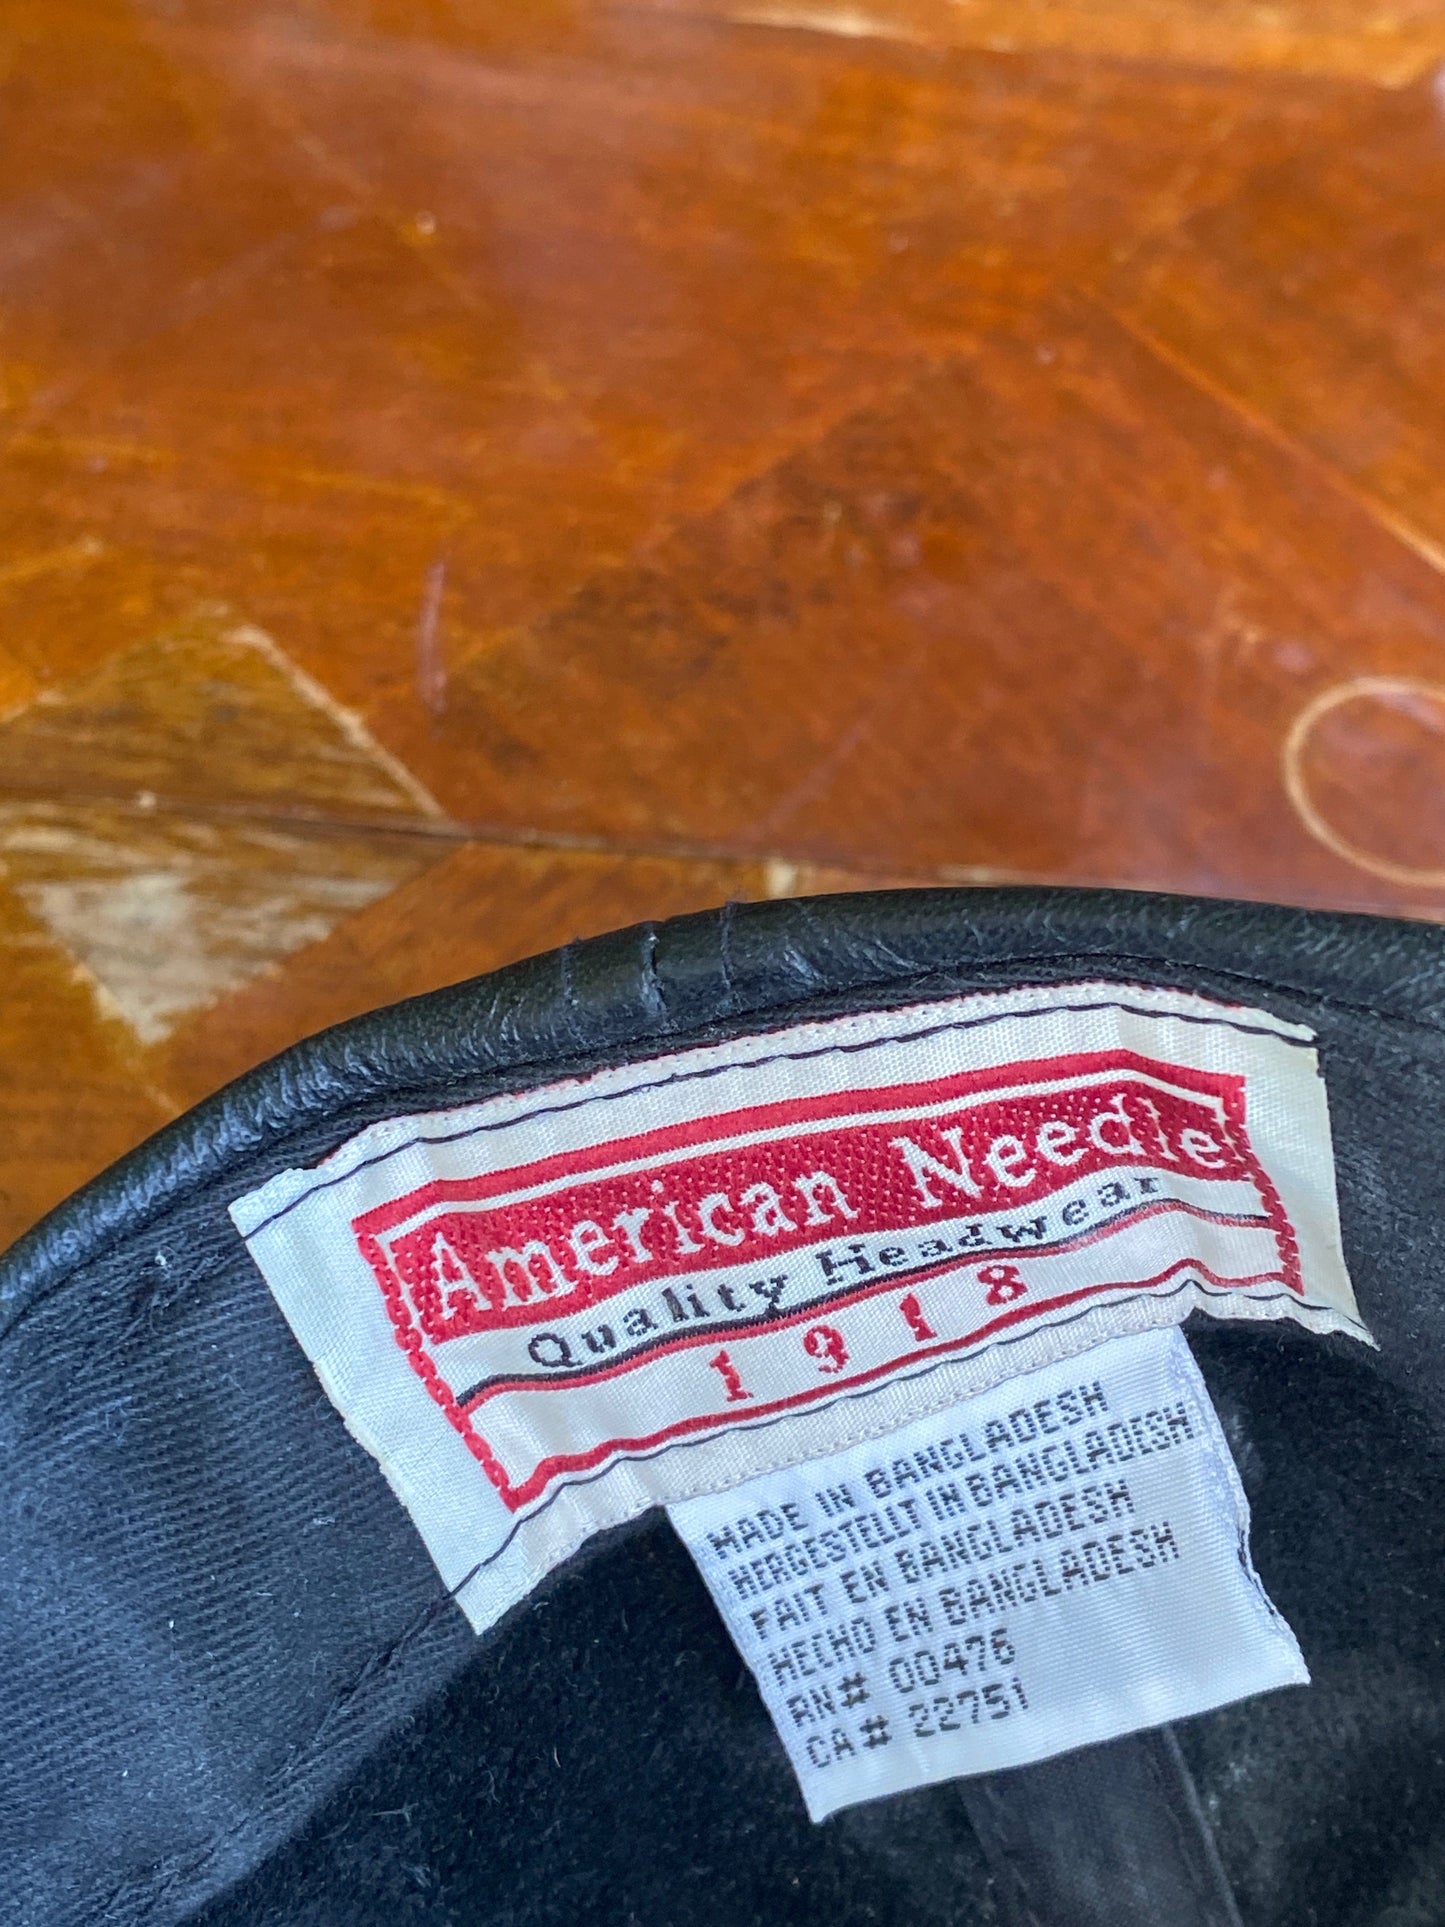 American Needle
Quality Headwear
1918
MADE IN BANGLADESH
HERGESTELLT IN BANGLADESH
FAIT EN BANGLADESH
HECHO EN BANGLADESH
RN# 00476
CA# 22751